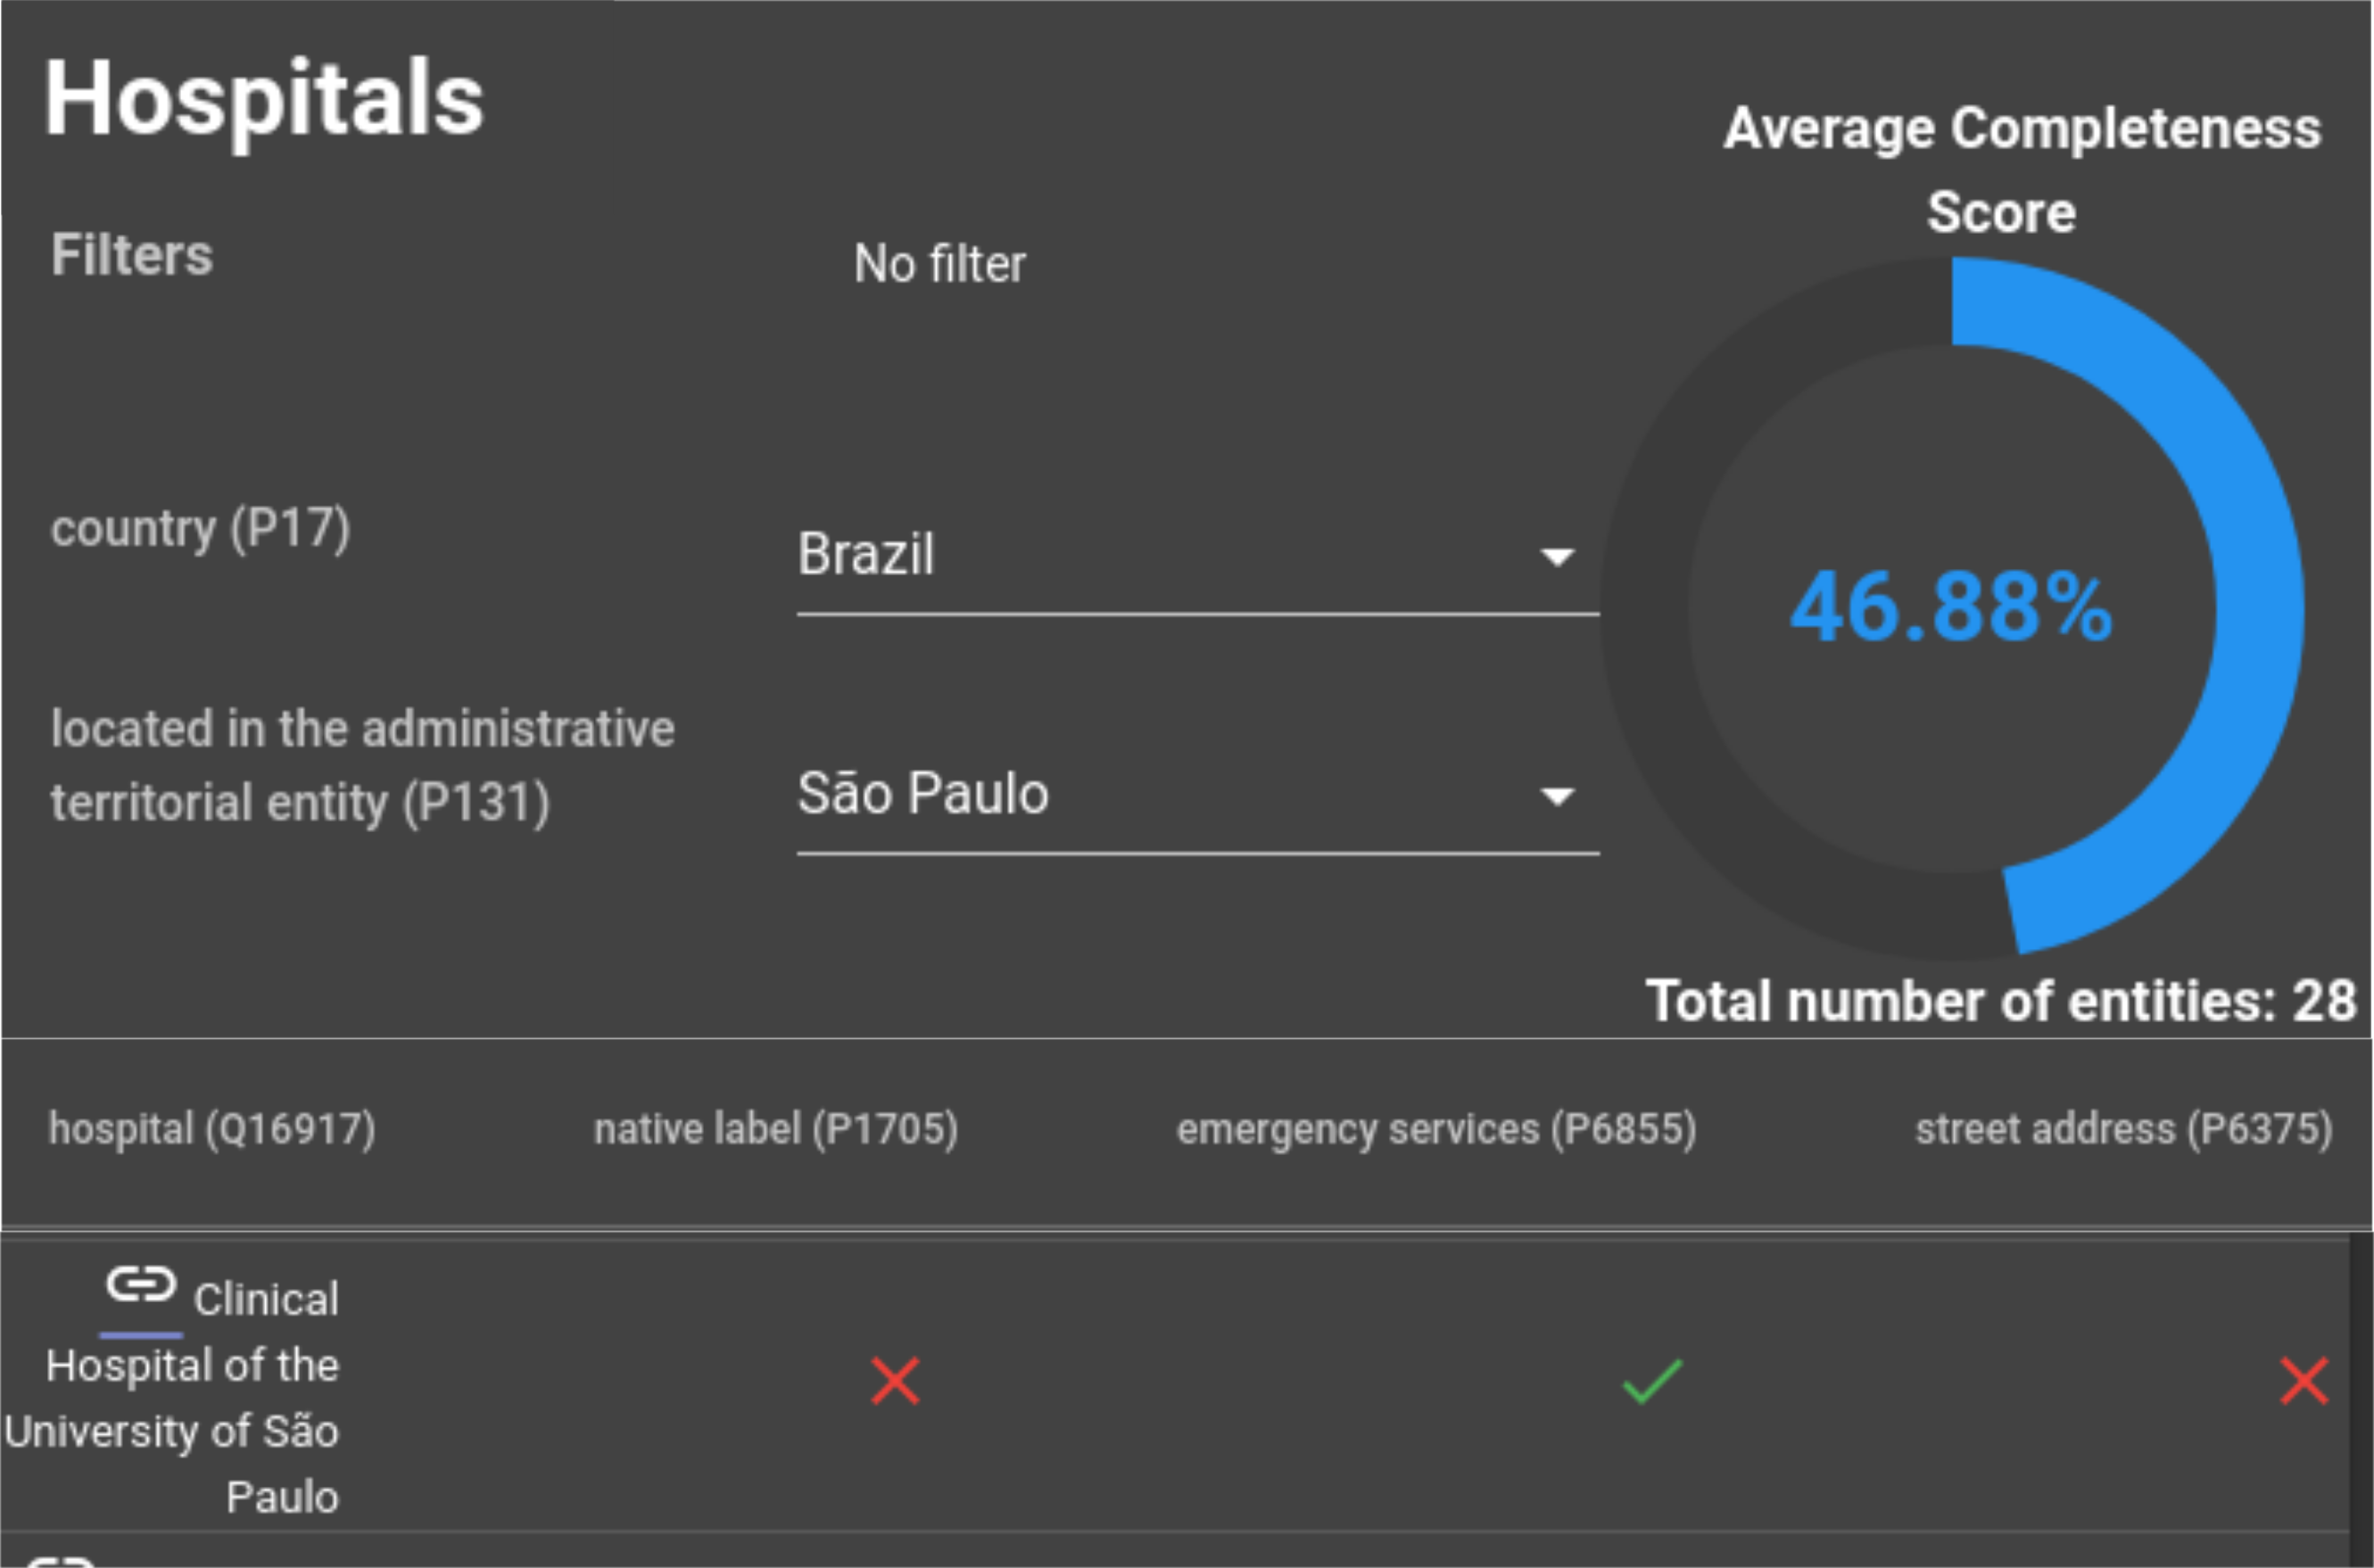 Hospitals
Average Completeness
Score
Filters
No filter
country (P17)
Brazil
46.88%
located in the administrative
territorial entity (P131)
São Paulo
Total number of entities: 28
hospital (Q16917)
native label (P1705)
emergency services (P6855)
street address (P6375)
Clinical
Hospital of the
University of São
Paulo